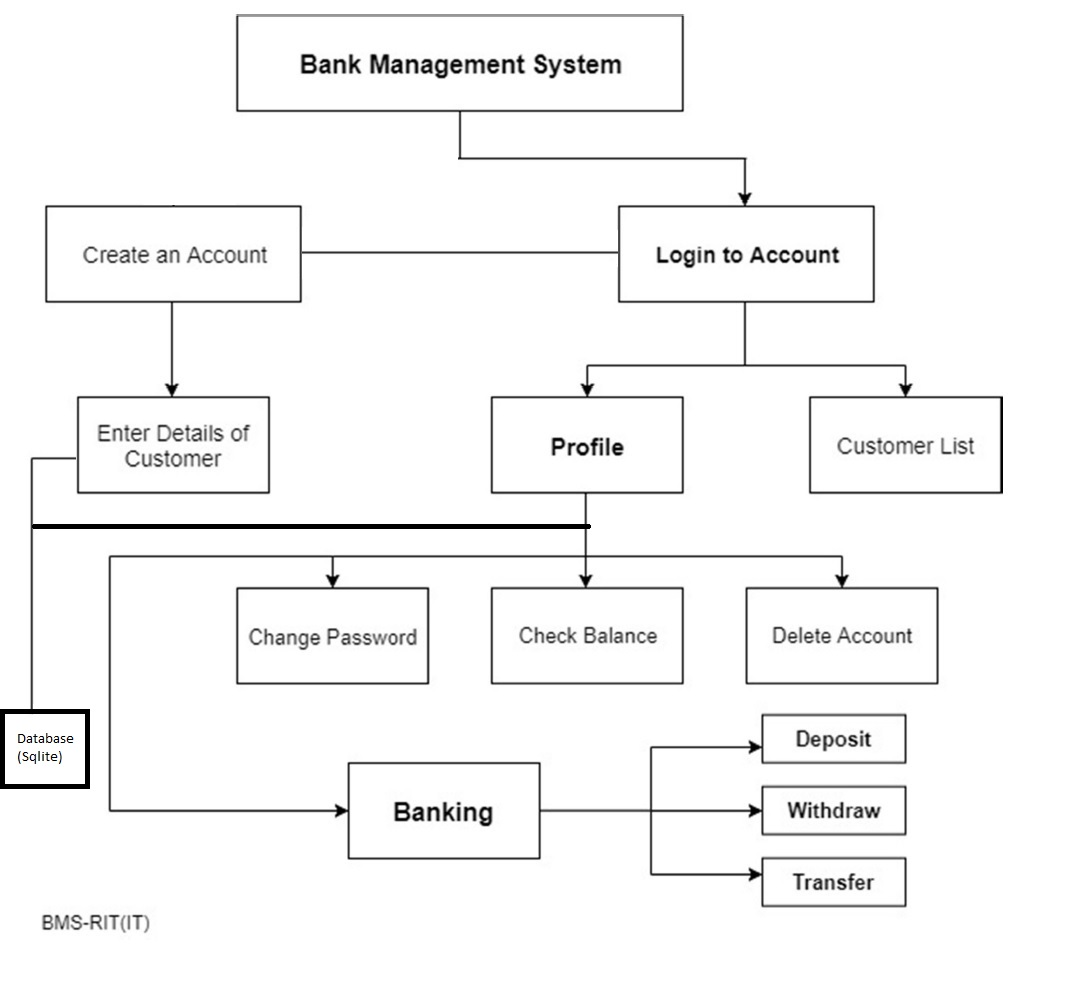 Bank Management System
Create an Account
Login to Account
Enter Details of
Customer
Profile
Customer List
Change Password
Check Balance
Delete Account
Database
(Sqlite)
Deposit
Banking
Withdraw
Transfer
BMS-RIT(IT)